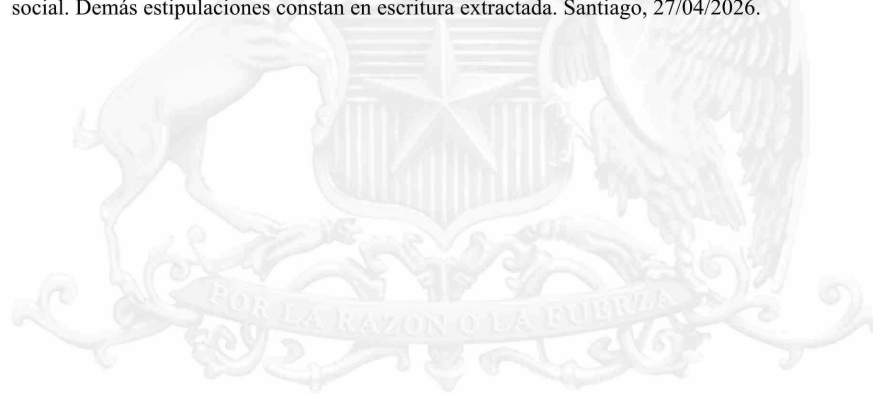 social. Demás estipulaciones constan en escritura extractada. Santiago, 27/04/2026.
POR LA RAZON O LA FUERZA